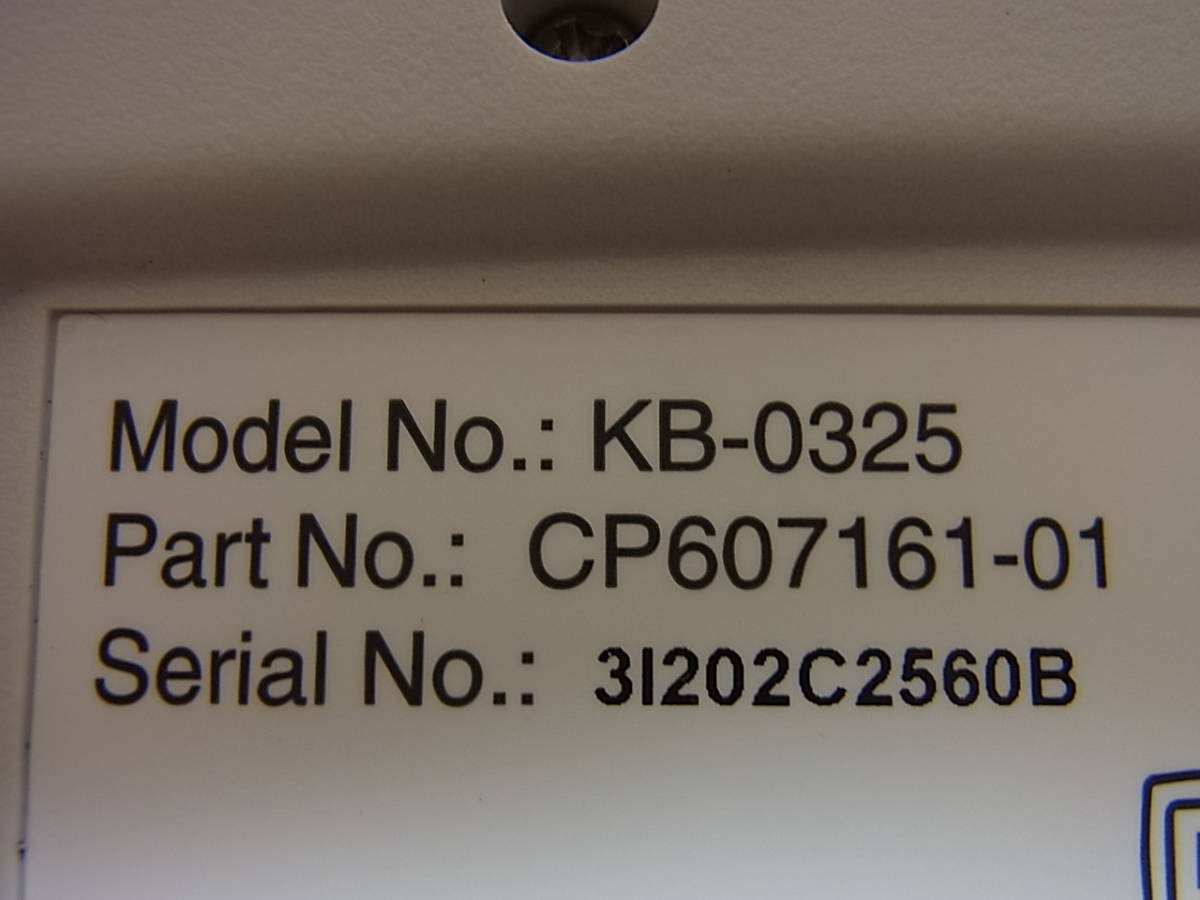 Model No.: KB-0325
Part No.: CP607161-01
Serial No.: 3I202C2560B